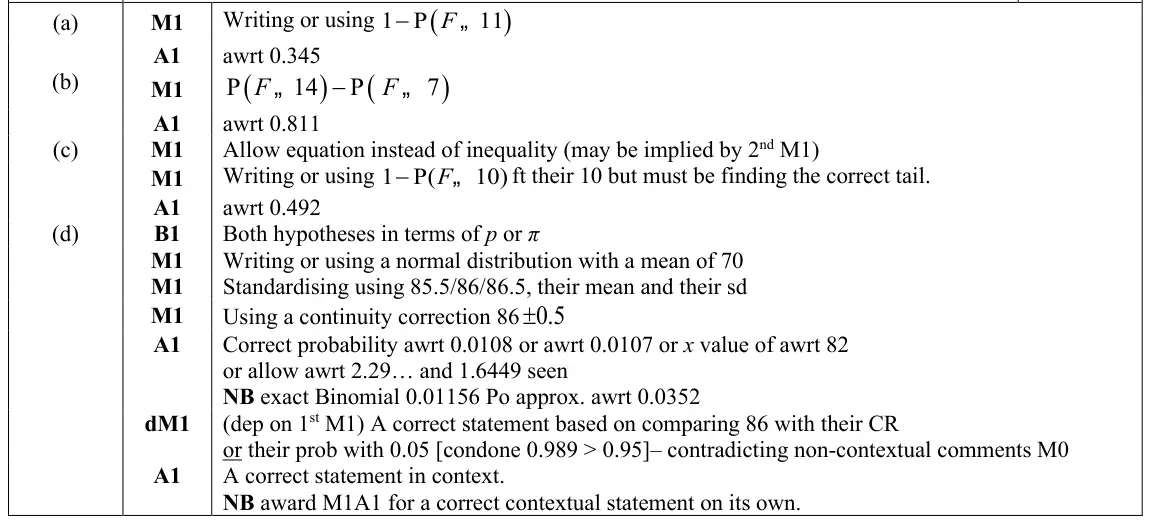 (a) M1 Writing or using 1 – P(F „ 11)
A1 awrt 0.345
(b) M1 P(F „ 14) – P(F „ 7)
A1 awrt 0.811
(c) M1 Allow equation instead of inequality (may be implied by 2nd M1)
M1 Writing or using 1 – P(F „ 10) ft their 10 but must be finding the correct tail.
A1 awrt 0.492
(d) B1 Both hypotheses in terms of p or π
M1 Writing or using a normal distribution with a mean of 70
M1 Standardising using 85.5/86/86.5, their mean and their sd
M1 Using a continuity correction 86 ±0.5
A1 Correct probability awrt 0.0108 or awrt 0.0107 or x value of awrt 82
or allow awrt 2.29… and 1.6449 seen
NB exact Binomial 0.01156 Po approx. awrt 0.0352
dM1 (dep on 1st M1) A correct statement based on comparing 86 with their CR
or their prob with 0.05 [condone 0.989 > 0.95]– contradicting non-contextual comments M0
A1 A correct statement in context.
NB award M1A1 for a correct contextual statement on its own.